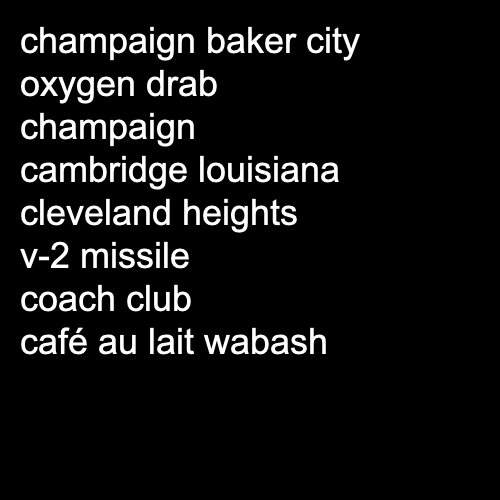 champaign baker city
oxygen drab
champaign
cambridge louisiana
cleveland heights
v-2 missile
coach club
café au lait wabash